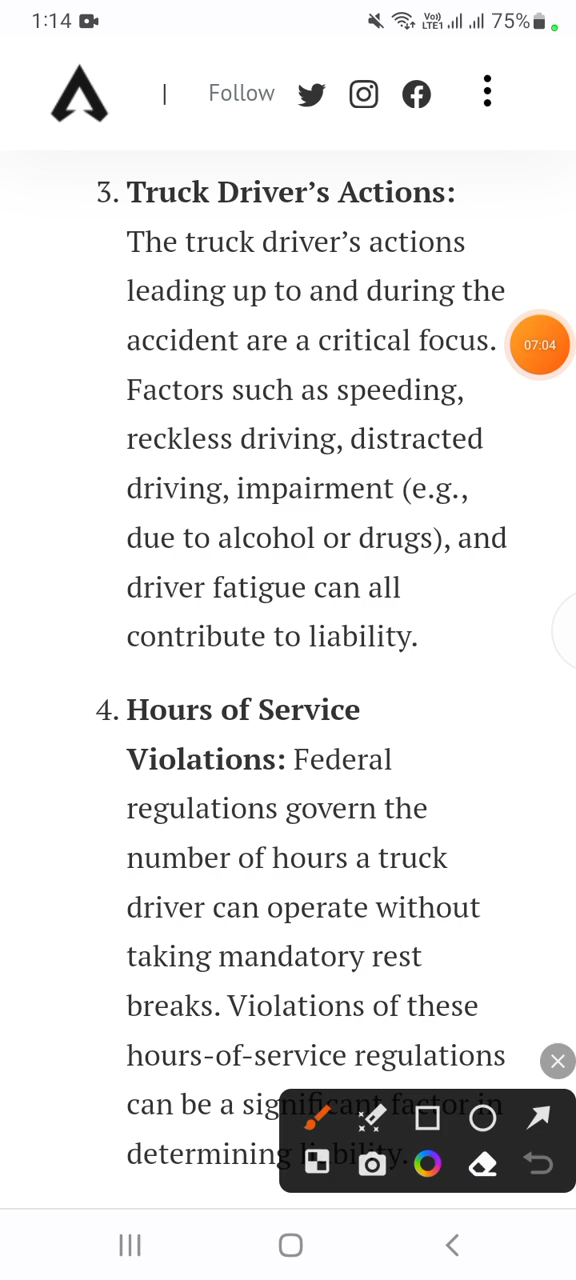 1:14
Vo))
LTE1
75%
| Follow
3. Truck Driver’s Actions:
The truck driver’s actions
leading up to and during the
accident are a critical focus.
07:04
Factors such as speeding,
reckless driving, distracted
driving, impairment (e.g.,
due to alcohol or drugs), and
driver fatigue can all
contribute to liability.
4. Hours of Service
Violations: Federal
regulations govern the
number of hours a truck
driver can operate without
taking mandatory rest
breaks. Violations of these
hours-of-service regulations
can be a significant factor in
determining liability.